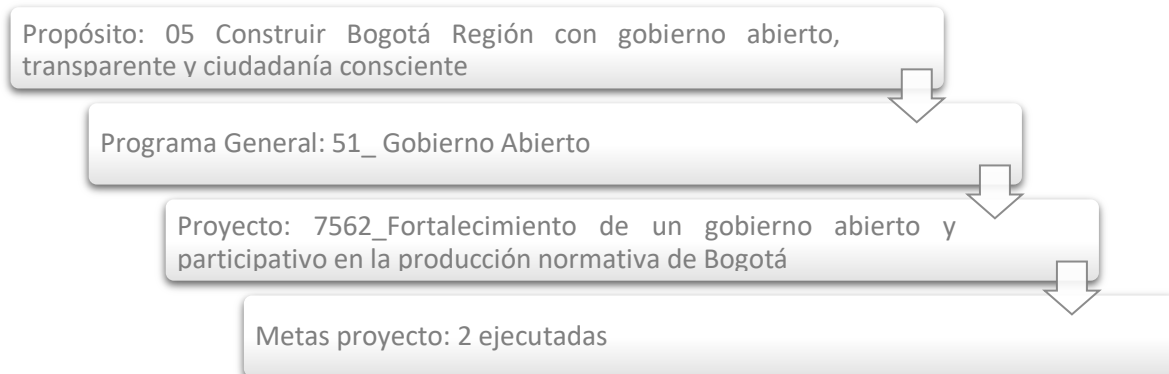 Propósito: 05 Construir Bogotá Región con gobierno abierto,
transparente y ciudadanía consciente
Programa General: 51_ Gobierno Abierto
Proyecto: 7562_Fortalecimiento de un gobierno abierto y
participativo en la producción normativa de Bogotá
Metas proyecto: 2 ejecutadas